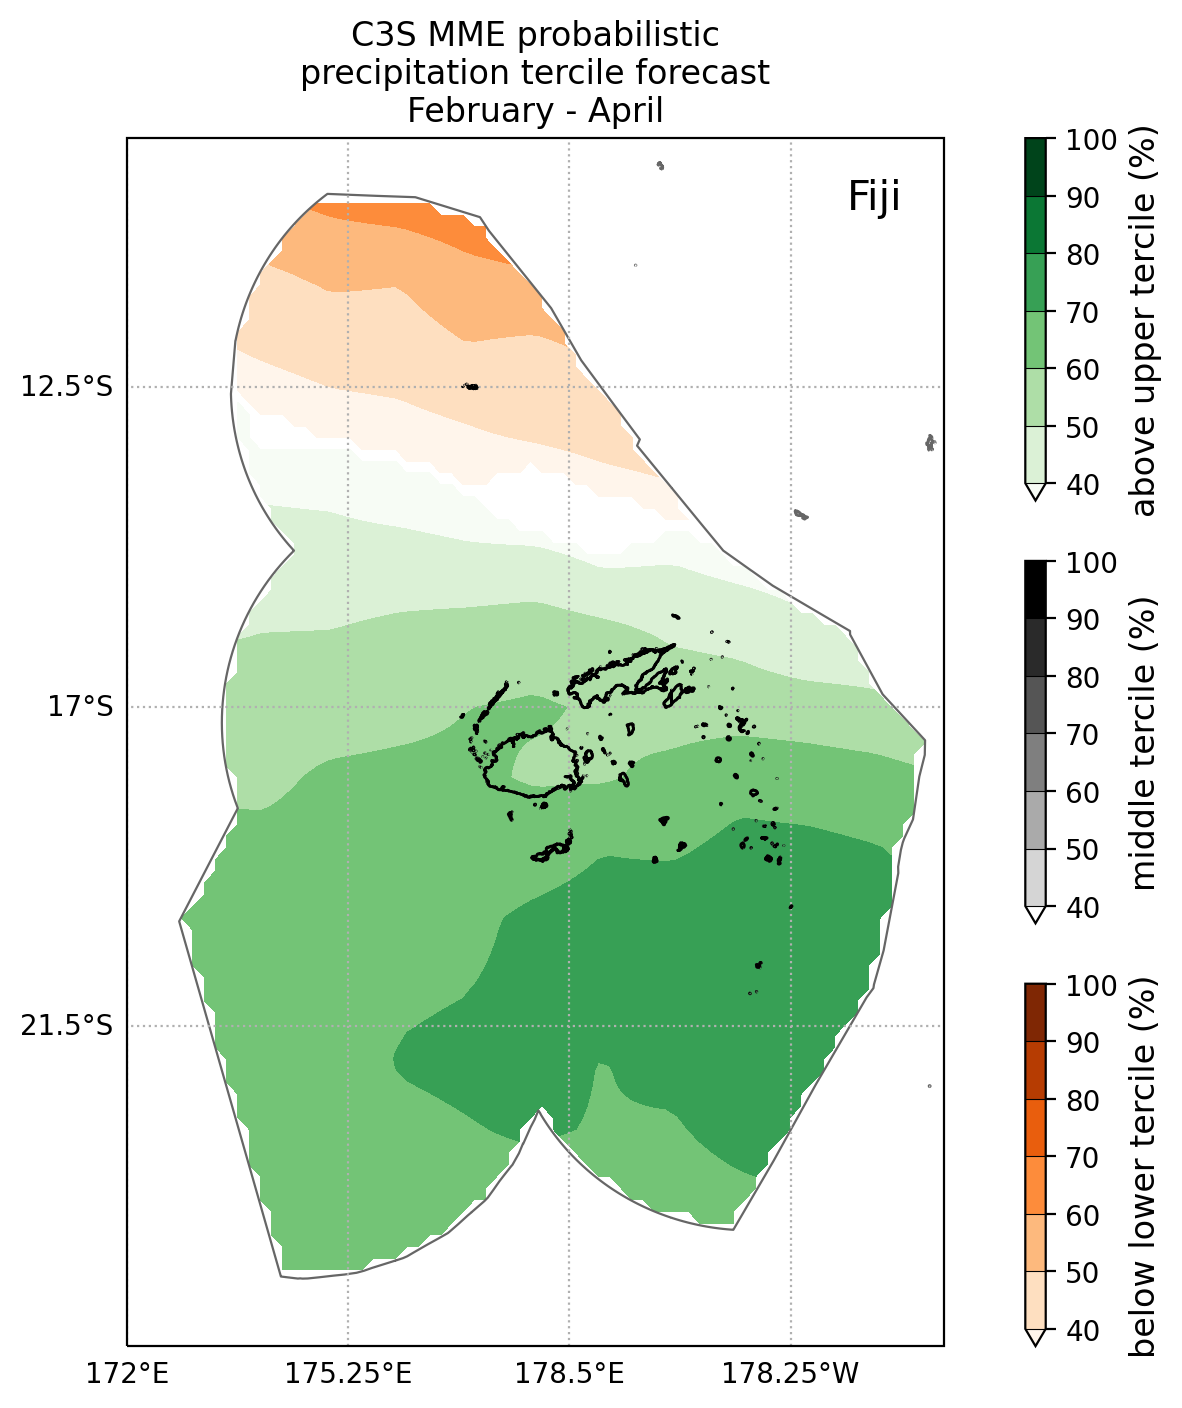 C3S MME probabilistic
precipitation tercile forecast
February - April
Fiji
12.5°S
17°S
21.5°S
172°E
175.25°E
178.5°E
178.25°W
100
90
80
70
60
50
40
above upper tercile (%)
100
90
80
70
60
50
40
middle tercile (%)
100
90
80
70
60
50
40
below lower tercile (%)